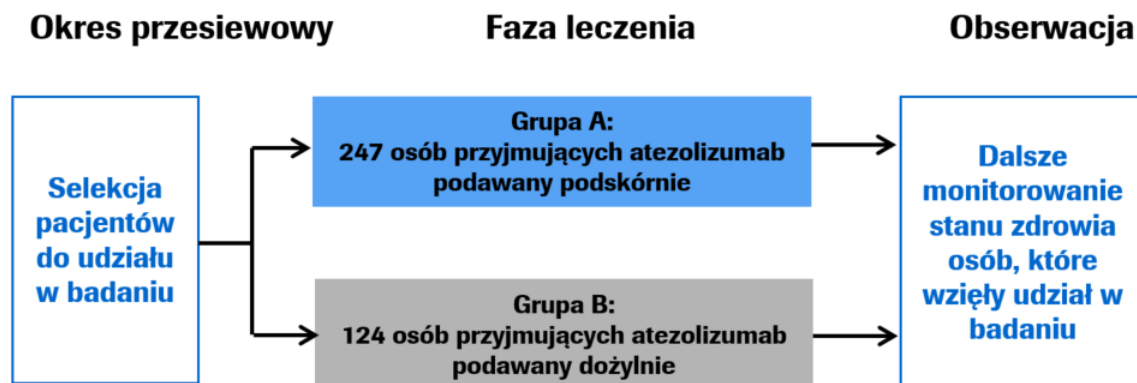 Okres przesiewowy
Faza leczenia
Obserwacja
Selekcja
pacjentów
do udziału
w badaniu
Grupa A:
247 osób przyjmujących atezolizumab
podawany podskórnie
Grupa B:
124 osób przyjmujących atezolizumab
podawany dożylnie
Dalsze
monitorowanie
stanu zdrowia
osób, które
wzięły udział w
badaniu